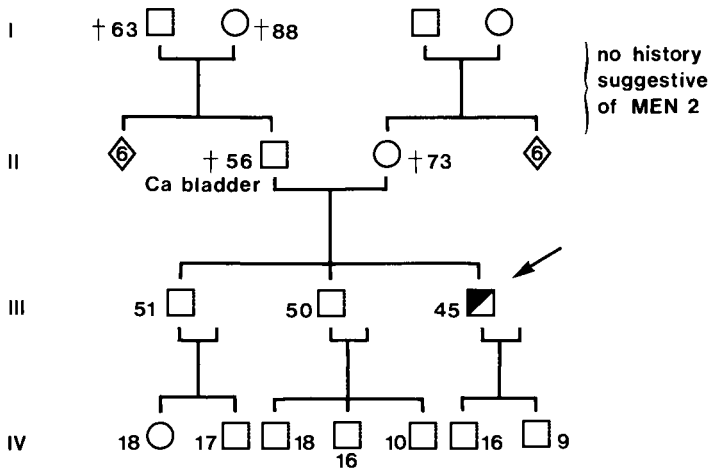 I
†63
†88
no history
suggestive
of MEN 2
II
6
†56
†73
6
Ca bladder
III
51
50
45
IV
18
17
18
16
10
16
9